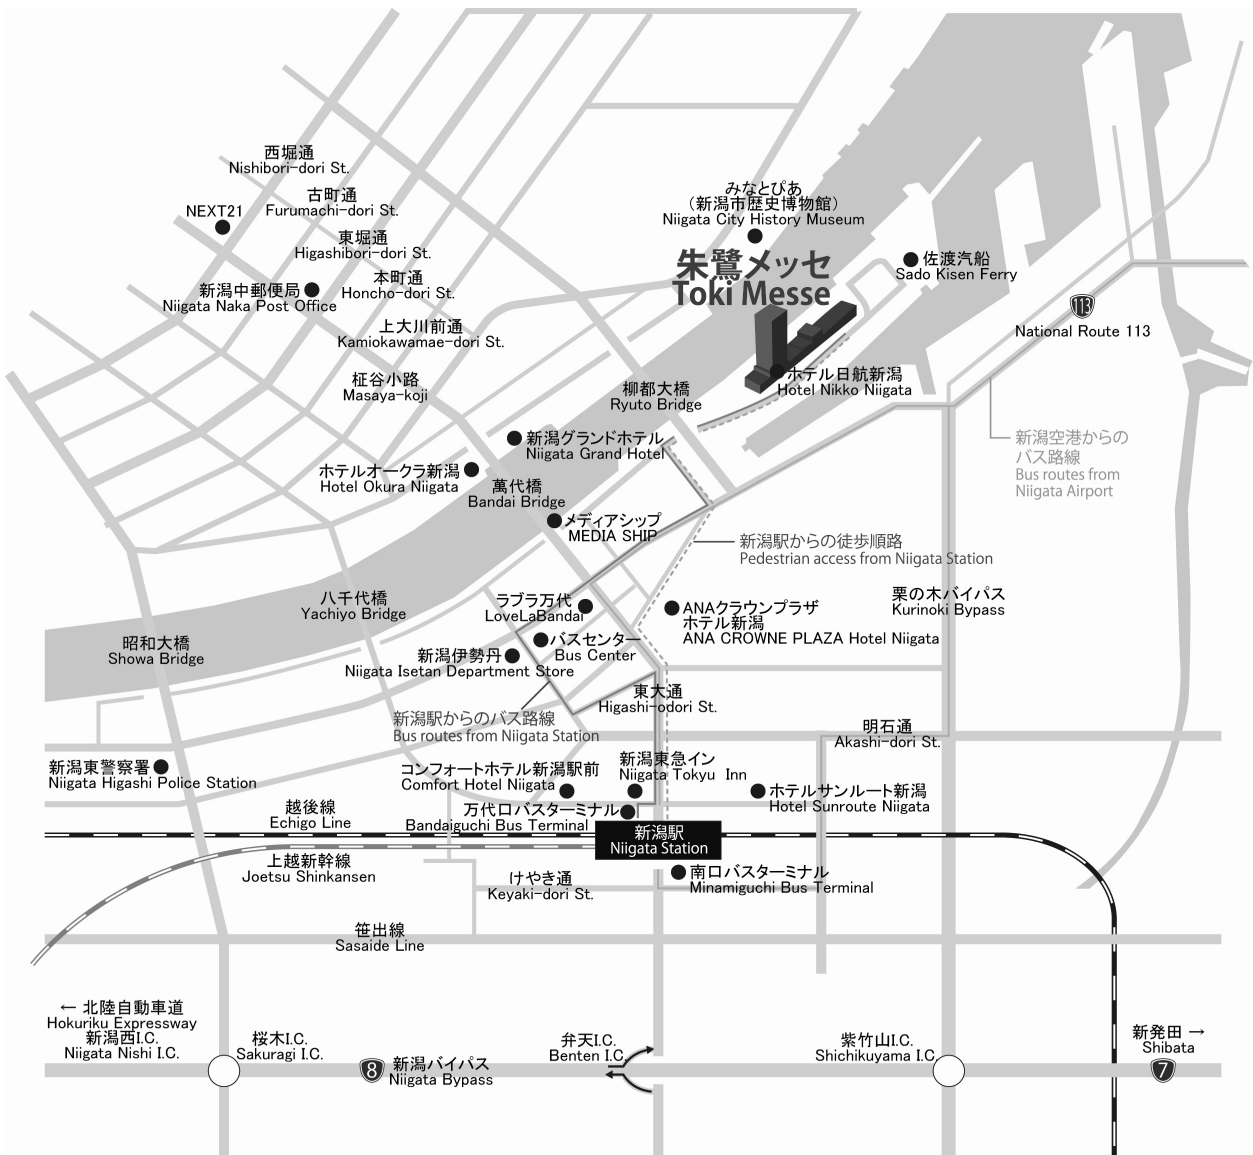 西堀通
Nishibori-dori St.
古町通
Furumachi-dori St.
NEXT21
東堀通
Higashibori-dori St.
本町通
Honcho-dori St.
新潟中郵便局
Niigata Naka Post Office
上大川前通
Kamiokawamae-dori St.
柾谷小路
Masaya-koji
みなとぴあ
（新潟市歴史博物館）
Niigata City History Museum
朱鷺メッセ
Toki Messe
佐渡汽船
Sado Kisen Ferry
113
National Route 113
ホテル日航新潟
Hotel Nikko Niigata
柳都大橋
Ryuto Bridge
新潟グランドホテル
Niigata Grand Hotel
ホテルオークラ新潟
Hotel Okura Niigata
萬代橋
Bandai Bridge
メディアシップ
MEDIA SHIP
新潟空港からの
バス路線
Bus routes from
Niigata Airport
新潟駅からの徒歩順路
Pedestrian access from Niigata Station
八千代橋
Yachiyo Bridge
ラブラ万代
LoveLaBandai
ANAクラウンプラザ
ホテル新潟
ANA CROWNE PLAZA Hotel Niigata
栗の木バイパス
Kurinoki Bypass
昭和大橋
Showa Bridge
バスセンター
Bus Center
新潟伊勢丹
Niigata Isetan Department Store
東大通
Higashi-odori St.
新潟駅からのバス路線
Bus routes from Niigata Station
明石通
Akashi-dori St.
新潟東警察署
Niigata Higashi Police Station
コンフォートホテル新潟駅前
Comfort Hotel Niigata
新潟東急イン
Niigata Tokyu Inn
ホテルサンルート新潟
Hotel Sunroute Niigata
越後線
Echigo Line
万代口バスターミナル
Bandaiguchi Bus Terminal
新潟駅
Niigata Station
上越新幹線
Joetsu Shinkansen
けやき通
Keyaki-dori St.
南口バスターミナル
Minamiguchi Bus Terminal
笹出線
Sasaide Line
← 北陸自動車道
Hokuriku Expressway
新潟西I.C.
Niigata Nishi I.C.
桜木I.C.
Sakuragi I.C.
8
新潟バイパス
Niigata Bypass
弁天I.C.
Benten I.C.
紫竹山I.C.
Shichikuyama I.C.
新発田 →
Shibata
7